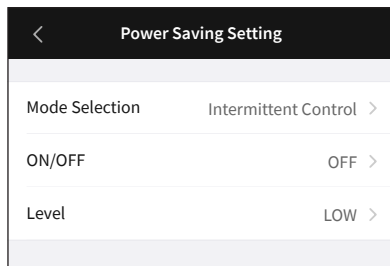 Power Saving Setting
Mode Selection Intermittent Control
ON/OFF OFF
Level LOW